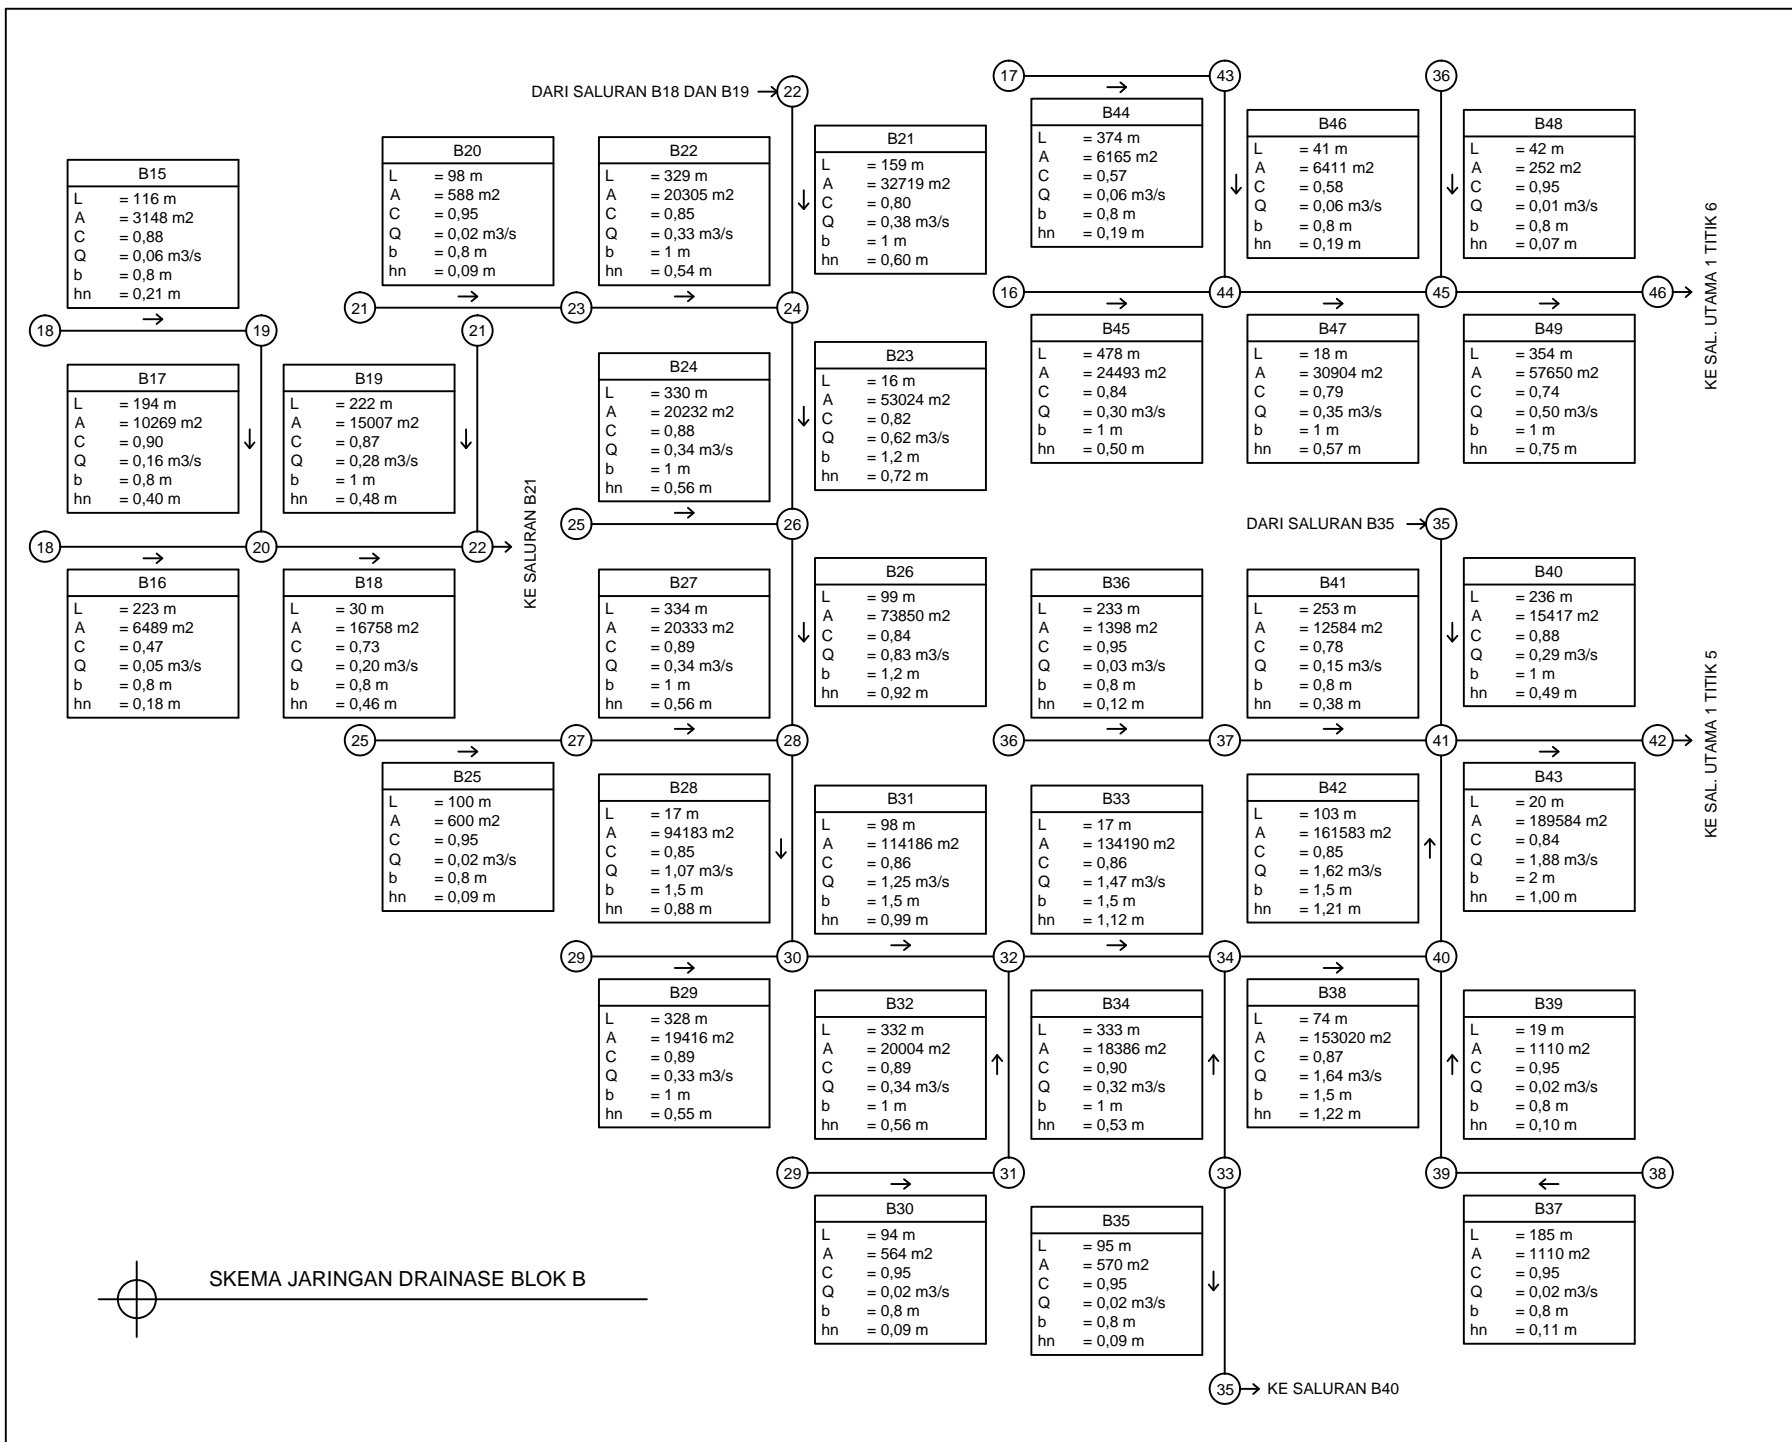 DARI SALURAN B18 DAN B19
22
17
43
36
B15
L = 116 m
A = 3148 m2
C = 0,88
Q = 0,06 m3/s
b = 0,8 m
hn = 0,21 m
B20
L = 98 m
A = 588 m2
C = 0,95
Q = 0,02 m3/s
b = 0,8 m
hn = 0,09 m
B22
L = 329 m
A = 20305 m2
C = 0,85
Q = 0,33 m3/s
b = 1 m
hn = 0,54 m
B21
L = 159 m
A = 32719 m2
C = 0,80
Q = 0,38 m3/s
b = 1 m
hn = 0,60 m
B44
L = 374 m
A = 6165 m2
C = 0,57
Q = 0,06 m3/s
b = 0,8 m
hn = 0,19 m
B46
L = 41 m
A = 6411 m2
C = 0,58
Q = 0,06 m3/s
b = 0,8 m
hn = 0,19 m
B48
L = 42 m
A = 252 m2
C = 0,95
Q = 0,01 m3/s
b = 0,8 m
hn = 0,07 m
KE SAL. UTAMA 1 TITIK 6
18
19
21
21
23
24
16
44
45
46
B17
L = 194 m
A = 10269 m2
C = 0,90
Q = 0,16 m3/s
b = 0,8 m
hn = 0,40 m
B19
L = 222 m
A = 15007 m2
C = 0,87
Q = 0,28 m3/s
b = 1 m
hn = 0,48 m
B24
L = 330 m
A = 20232 m2
C = 0,88
Q = 0,34 m3/s
b = 1 m
hn = 0,56 m
B23
L = 16 m
A = 53024 m2
C = 0,82
Q = 0,62 m3/s
b = 1,2 m
hn = 0,72 m
B45
L = 478 m
A = 24493 m2
C = 0,84
Q = 0,30 m3/s
b = 1 m
hn = 0,50 m
B47
L = 18 m
A = 30904 m2
C = 0,79
Q = 0,35 m3/s
b = 1 m
hn = 0,57 m
B49
L = 354 m
A = 57650 m2
C = 0,74
Q = 0,50 m3/s
b = 1 m
hn = 0,75 m
18
20
22
KE SALURAN B21
25
26
DARI SALURAN B35
35
B16
L = 223 m
A = 6489 m2
C = 0,47
Q = 0,05 m3/s
b = 0,8 m
hn = 0,18 m
B18
L = 30 m
A = 16758 m2
C = 0,73
Q = 0,20 m3/s
b = 0,8 m
hn = 0,46 m
B27
L = 334 m
A = 20333 m2
C = 0,89
Q = 0,34 m3/s
b = 1 m
hn = 0,56 m
B26
L = 99 m
A = 73850 m2
C = 0,84
Q = 0,83 m3/s
b = 1,2 m
hn = 0,92 m
B36
L = 233 m
A = 1398 m2
C = 0,95
Q = 0,03 m3/s
b = 0,8 m
hn = 0,12 m
B41
L = 253 m
A = 12584 m2
C = 0,78
Q = 0,15 m3/s
b = 0,8 m
hn = 0,38 m
B40
L = 236 m
A = 15417 m2
C = 0,88
Q = 0,29 m3/s
b = 1 m
hn = 0,49 m
KE SAL. UTAMA 1 TITIK 5
25
27
28
36
37
41
42
B25
L = 100 m
A = 600 m2
C = 0,95
Q = 0,02 m3/s
b = 0,8 m
hn = 0,09 m
B28
L = 17 m
A = 94183 m2
C = 0,85
Q = 1,07 m3/s
b = 1,5 m
hn = 0,88 m
B31
L = 98 m
A = 114186 m2
C = 0,86
Q = 1,25 m3/s
b = 1,5 m
hn = 0,99 m
B33
L = 17 m
A = 134190 m2
C = 0,86
Q = 1,47 m3/s
b = 1,5 m
hn = 1,12 m
B42
L = 103 m
A = 161583 m2
C = 0,85
Q = 1,62 m3/s
b = 1,5 m
hn = 1,21 m
B43
L = 20 m
A = 189584 m2
C = 0,84
Q = 1,88 m3/s
b = 2 m
hn = 1,00 m
29
30
32
34
40
B29
L = 328 m
A = 19416 m2
C = 0,89
Q = 0,33 m3/s
b = 1 m
hn = 0,55 m
B32
L = 332 m
A = 20004 m2
C = 0,89
Q = 0,34 m3/s
b = 1 m
hn = 0,56 m
B34
L = 333 m
A = 18386 m2
C = 0,90
Q = 0,32 m3/s
b = 1 m
hn = 0,53 m
B38
L = 74 m
A = 153020 m2
C = 0,87
Q = 1,64 m3/s
b = 1,5 m
hn = 1,22 m
B39
L = 19 m
A = 1110 m2
C = 0,95
Q = 0,02 m3/s
b = 0,8 m
hn = 0,10 m
29
31
33
39
38
B30
L = 94 m
A = 564 m2
C = 0,95
Q = 0,02 m3/s
b = 0,8 m
hn = 0,09 m
B35
L = 95 m
A = 570 m2
C = 0,95
Q = 0,02 m3/s
b = 0,8 m
hn = 0,09 m
B37
L = 185 m
A = 1110 m2
C = 0,95
Q = 0,02 m3/s
b = 0,8 m
hn = 0,11 m
SKEMA JARINGAN DRAINASE BLOK B
35
KE SALURAN B40